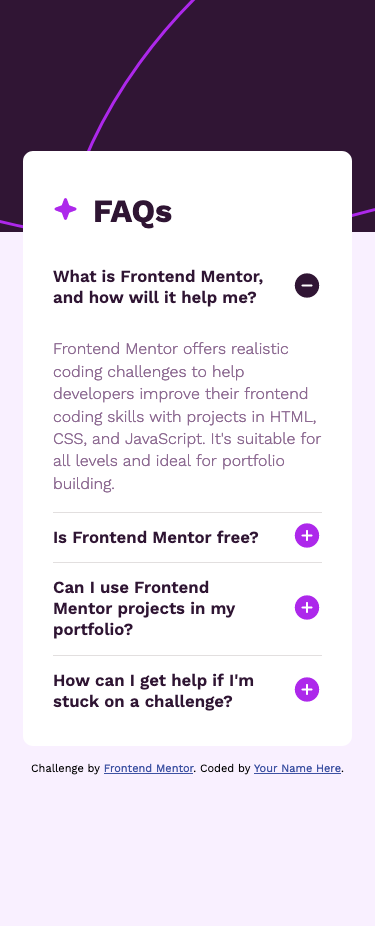 FAQs
What is Frontend Mentor,
and how will it help me?
Frontend Mentor offers realistic
coding challenges to help
developers improve their frontend
coding skills with projects in HTML,
CSS, and JavaScript. It's suitable for
all levels and ideal for portfolio
building.
Is Frontend Mentor free?
Can I use Frontend
Mentor projects in my
portfolio?
How can I get help if I'm
stuck on a challenge?
Challenge by Frontend Mentor. Coded by Your Name Here.